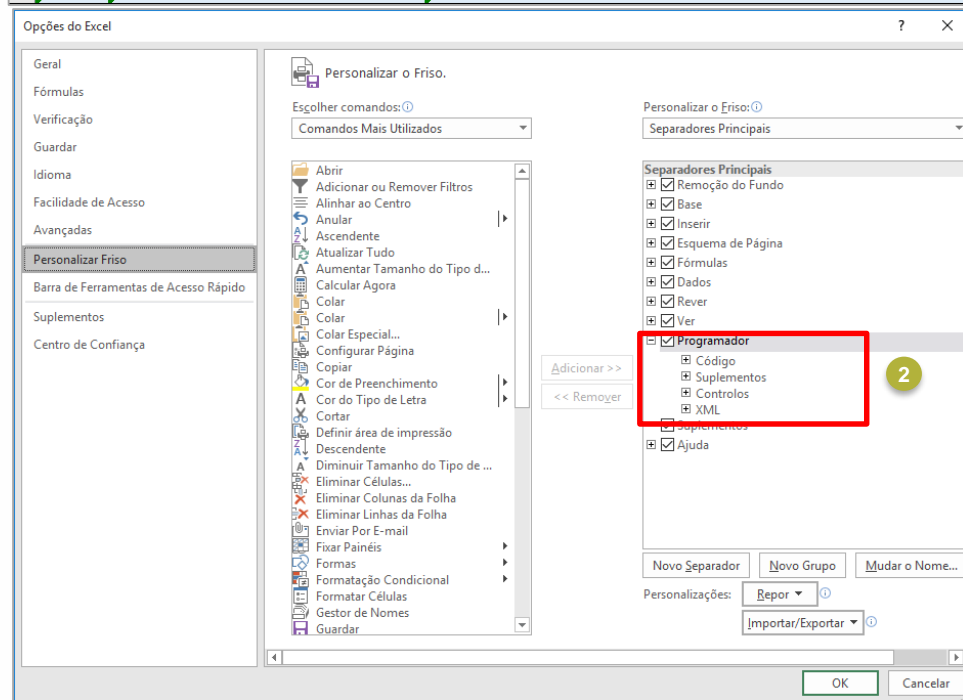 Opções do Excel
?
Geral
Fórmulas
Verificação
Guardar
Idioma
Facilidade de Acesso
Avançadas
Personalizar Friso
Barra de Ferramentas de Acesso Rápido
Suplementos
Centro de Confiança
Personalizar o Friso.
Escolher comandos:
Comandos Mais Utilizados
Abrir
Adicionar ou Remover Filtros
Alinhar ao Centro
Anular
Ascendente
Atualizar Tudo
Aumentar Tamanho do Tipo d...
Calcular Agora
Colar
Colar
Colar Especial...
Configurar Página
Copiar
Cor de Preenchimento
Cor do Tipo de Letra
Cortar
Definir área de impressão
Descendente
Diminuir Tamanho do Tipo de ...
Eliminar Células...
Eliminar Colunas da Folha
Eliminar Linhas da Folha
Enviar Por E-mail
Fixar Painéis
Formas
Formatação Condicional
Formatar Células
Gestor de Nomes
Guardar
Adicionar >>
<< Remover
Personalizar o Friso:
Separadores Principais
Separadores Principais
Remoção do Fundo
Base
Inserir
Esquema de Página
Fórmulas
Dados
Rever
Ver
Programador
Código
Suplementos
Controlos
XML
Suplementos
Ajuda
2
Novo Separador
Novo Grupo
Mudar o Nome...
Personalizações:
Repor
Importar/Exportar
OK
Cancelar